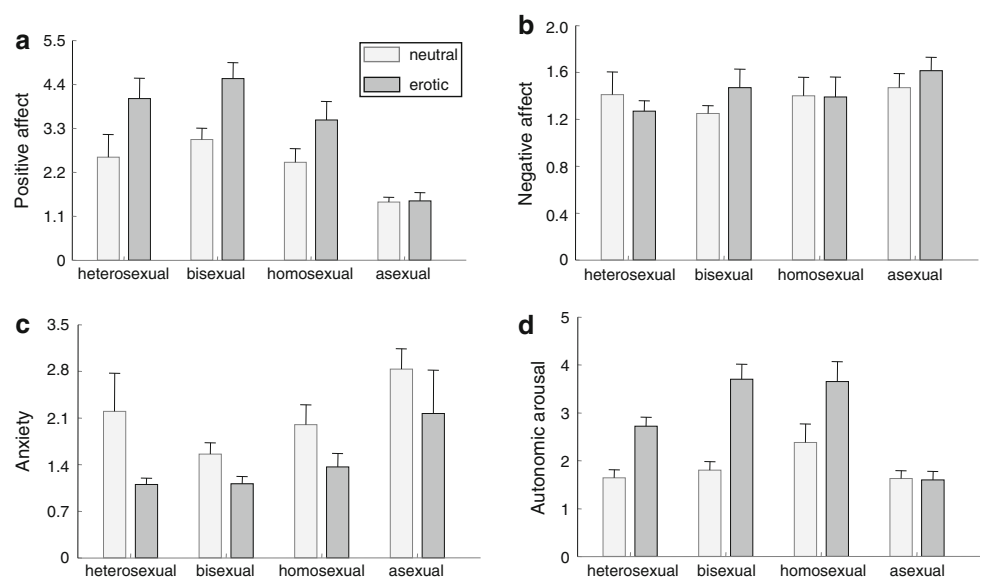 a
Positive affect
5.5
4.4
3.3
2.2
1.1
0
neutral
erotic
heterosexual bisexual homosexual asexual
b
Negative affect
2.0
1.6
1.2
0.8
0.4
0
heterosexual bisexual homosexual asexual
c
Anxiety
3.5
2.8
2.1
1.4
0.7
0
heterosexual bisexual homosexual asexual
d
Autonomic arousal
5
4
3
2
1
0
heterosexual bisexual homosexual asexual